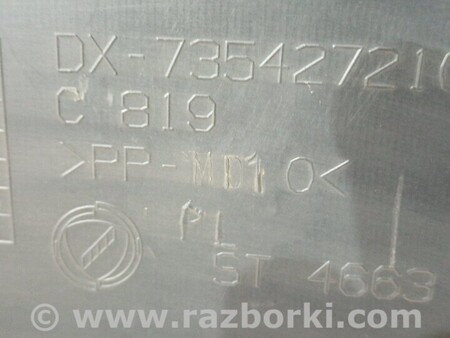 DX-735427210
C 819
>PP-MD10<
PL
ST 4663
www.razborki.com